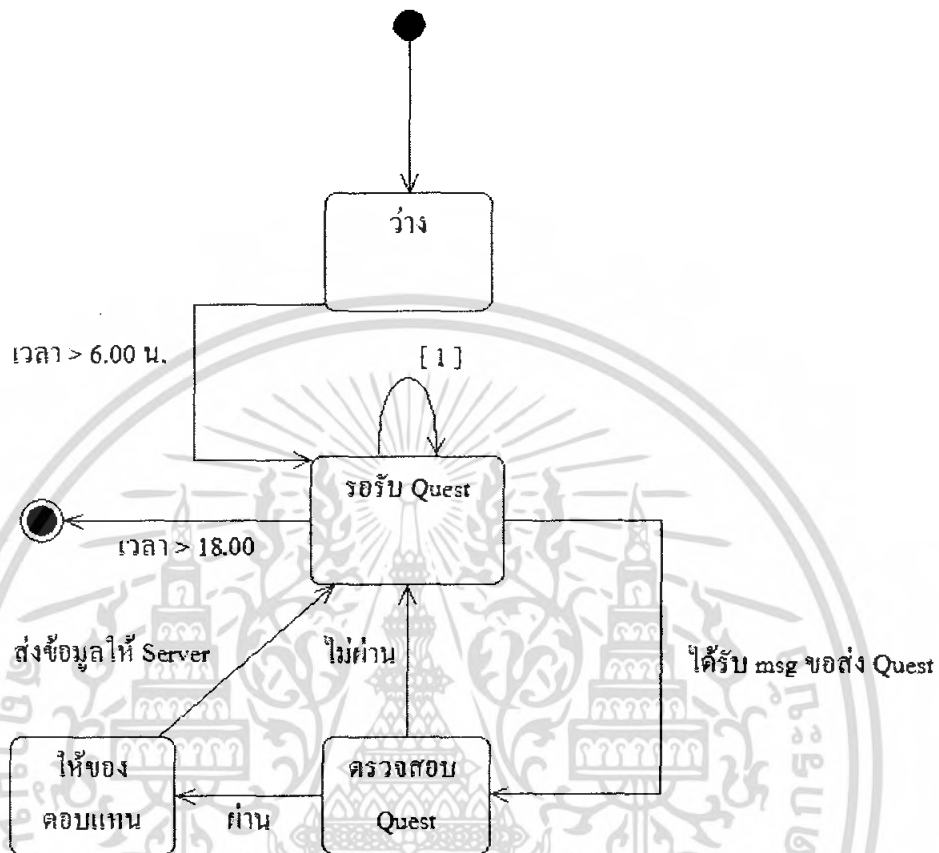 ว่าง
เวลา > 6.00 น.
[ 1 ]
รอรับ Quest
เวลา > 18.00
ส่งข้อมูลให้ Server
ไม่ผ่าน
ได้รับ msg ขอส่ง Quest
ให้ของ
ตอบแทน
ผ่าน
ตรวจสอบ
Quest